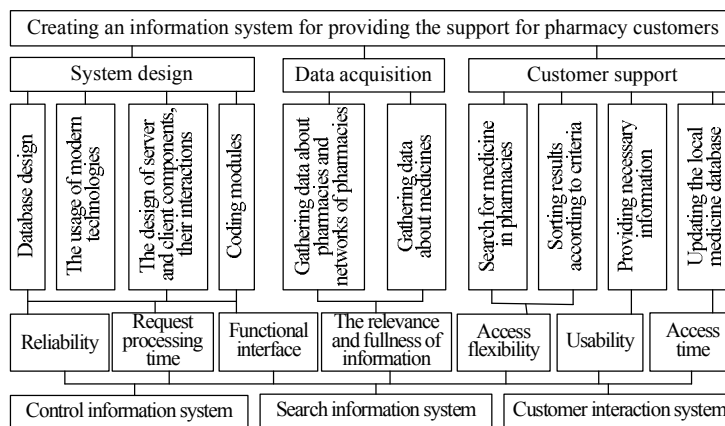 Creating an information system for providing the support for pharmacy customers
System design
Data acquisition
Customer support
Database design
The usage of modern
technologies
The design of server
and client components,
their interactions
Coding modules
Gathering data about
pharmacies and
networks of pharmacies
Gathering data
about medicines
Search for medicine
in pharmacies
Sorting results
according to criteria
Providing necessary
information
Updating the local
medicine database
Reliability
Request
processing
time
Functional
interface
The relevance
and fullness of
information
Access
flexibility
Usability
Access
time
Control information system
Search information system
Customer interaction system